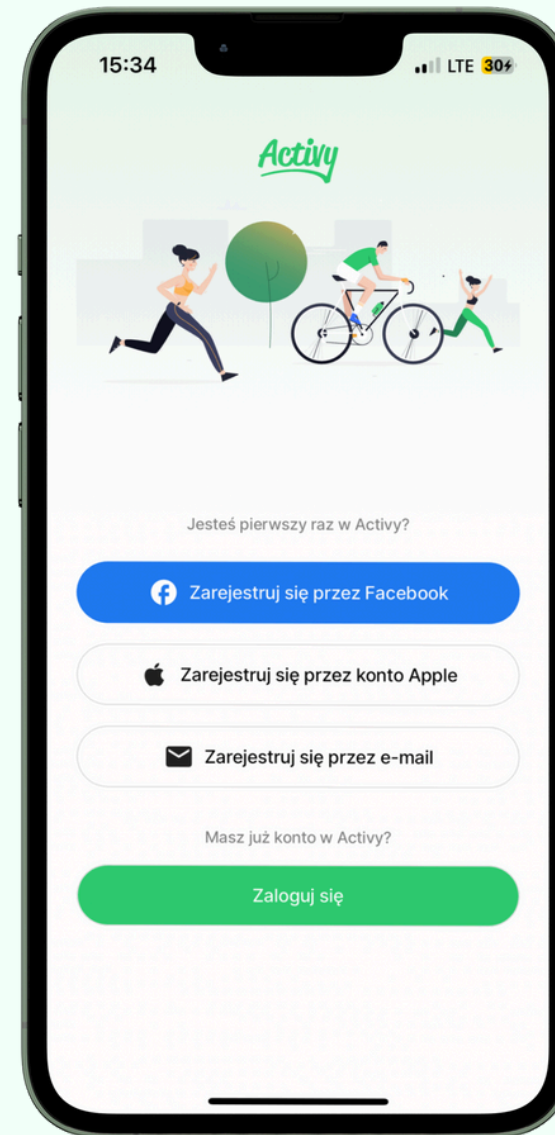 15:34
LTE 30
Activy
Jesteś pierwszy raz w Activy?
Zarejestruj się przez Facebook
Zarejestruj się przez konto Apple
Zarejestruj się przez e-mail
Masz już konto w Activy?
Zaloguj się